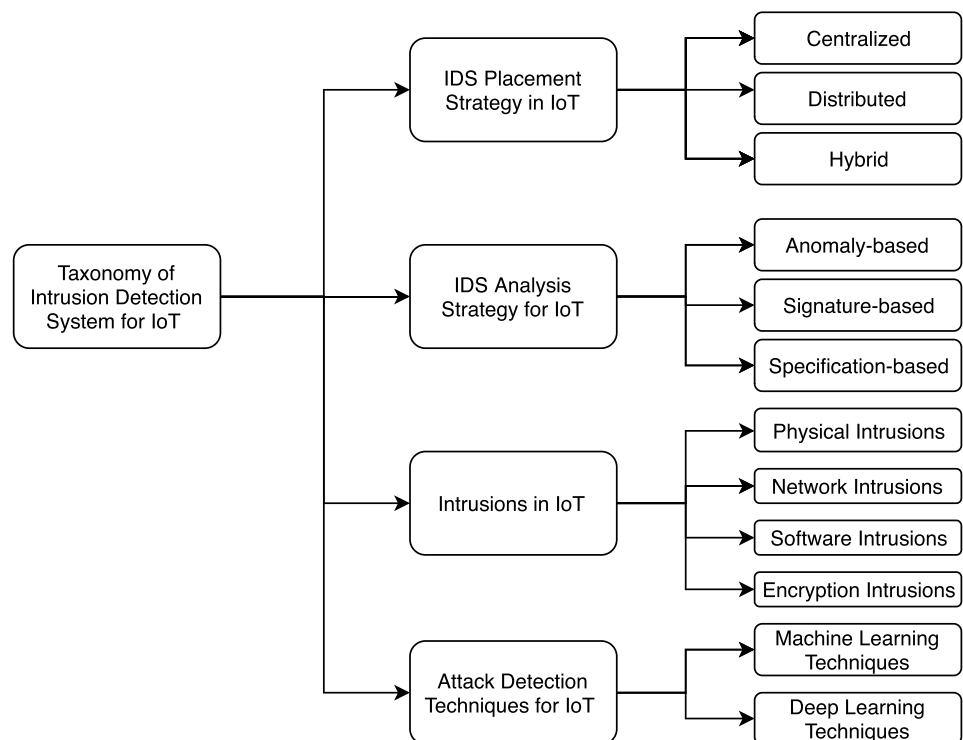 Taxonomy of
Intrusion Detection
System for IoT
IDS Placement
Strategy in IoT
Centralized
Distributed
Hybrid
IDS Analysis
Strategy for IoT
Anomaly-based
Signature-based
Specification-based
Intrusions in IoT
Physical Intrusions
Network Intrusions
Software Intrusions
Encryption Intrusions
Attack Detection
Techniques for IoT
Machine Learning
Techniques
Deep Learning
Techniques